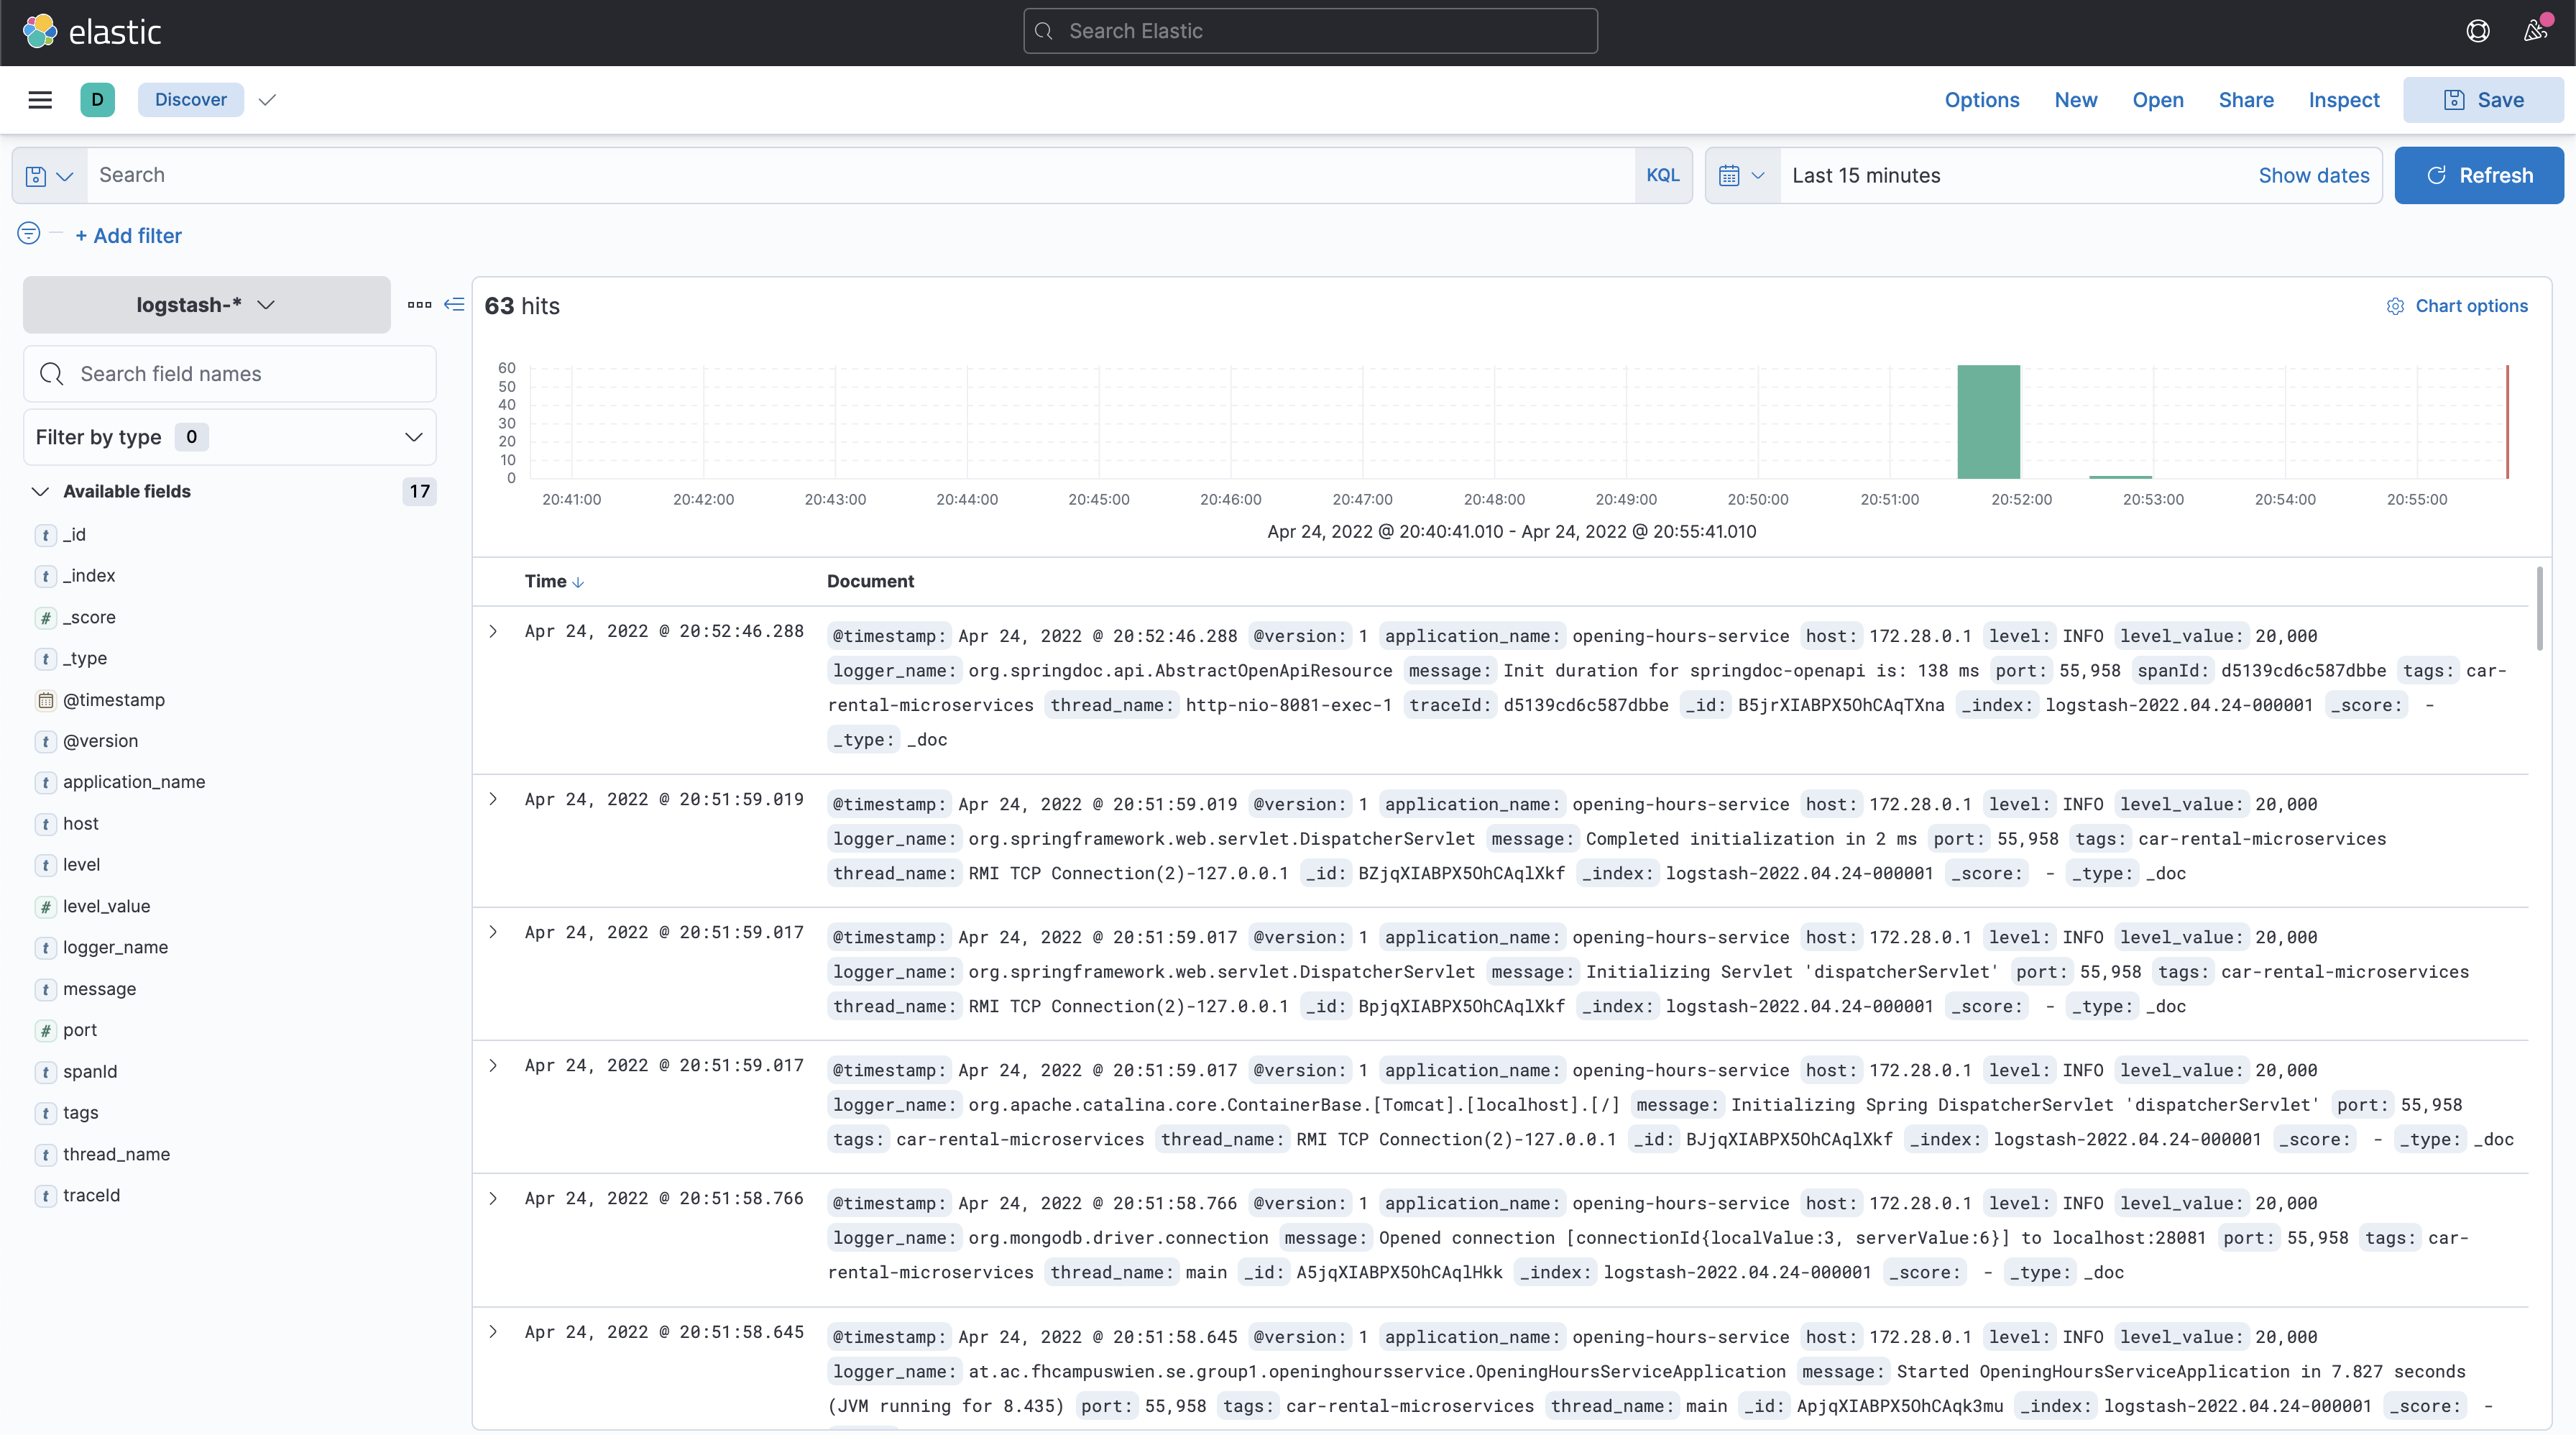 elastic
Search Elastic
D Discover Options New Open Share Inspect Save
Search KQL Last 15 minutes Show dates Refresh
+ Add filter
logstash-*
Search field names
Filter by type 0
Available fields 17
t _id
t _index
# _score
t _type
@timestamp
t @version
t application_name
t host
t level
# level_value
t logger_name
t message
# port
t spanId
t tags
t thread_name
t traceId
63 hits Chart options
60
50
40
30
20
10
0
20:41:00 20:42:00 20:43:00 20:44:00 20:45:00 20:46:00 20:47:00 20:48:00 20:49:00 20:50:00 20:51:00 20:52:00 20:53:00 20:54:00 20:55:00
Apr 24, 2022 @ 20:40:41.010 - Apr 24, 2022 @ 20:55:41.010
Time Document
Apr 24, 2022 @ 20:52:46.288 @timestamp: Apr 24, 2022 @ 20:52:46.288 @version: 1 application_name: opening-hours-service host: 172.28.0.1 level: INFO level_value: 20,000
logger_name: org.springdoc.api.AbstractOpenApiResource message: Init duration for springdoc-openapi is: 138 ms port: 55,958 spanId: d5139cd6c587dbbe tags: car-
rental-microservices thread_name: http-nio-8081-exec-1 traceId: d5139cd6c587dbbe _id: B5jrXIABPX5OhCAqTXna _index: logstash-2022.04.24-000001 _score: -
_type: _doc
Apr 24, 2022 @ 20:51:59.019 @timestamp: Apr 24, 2022 @ 20:51:59.019 @version: 1 application_name: opening-hours-service host: 172.28.0.1 level: INFO level_value: 20,000
logger_name: org.springframework.web.servlet.DispatcherServlet message: Completed initialization in 2 ms port: 55,958 tags: car-rental-microservices
thread_name: RMI TCP Connection(2)-127.0.0.1 _id: BZjqXIABPX5OhCAqlXkf _index: logstash-2022.04.24-000001 _score: - _type: _doc
Apr 24, 2022 @ 20:51:59.017 @timestamp: Apr 24, 2022 @ 20:51:59.017 @version: 1 application_name: opening-hours-service host: 172.28.0.1 level: INFO level_value: 20,000
logger_name: org.springframework.web.servlet.DispatcherServlet message: Initializing Servlet 'dispatcherServlet' port: 55,958 tags: car-rental-microservices
thread_name: RMI TCP Connection(2)-127.0.0.1 _id: BpjqXIABPX5OhCAqlXkf _index: logstash-2022.04.24-000001 _score: - _type: _doc
Apr 24, 2022 @ 20:51:59.017 @timestamp: Apr 24, 2022 @ 20:51:59.017 @version: 1 application_name: opening-hours-service host: 172.28.0.1 level: INFO level_value: 20,000
logger_name: org.apache.catalina.core.ContainerBase.[Tomcat].[localhost].[/] message: Initializing Spring DispatcherServlet 'dispatcherServlet' port: 55,958
tags: car-rental-microservices thread_name: RMI TCP Connection(2)-127.0.0.1 _id: BJjqXIABPX5OhCAqlXkf _index: logstash-2022.04.24-000001 _score: - _type: _doc
Apr 24, 2022 @ 20:51:58.766 @timestamp: Apr 24, 2022 @ 20:51:58.766 @version: 1 application_name: opening-hours-service host: 172.28.0.1 level: INFO level_value: 20,000
logger_name: org.mongodb.driver.connection message: Opened connection [connectionId{localValue:3, serverValue:6}] to localhost:28081 port: 55,958 tags: car-
rental-microservices thread_name: main _id: A5jqXIABPX5OhCAqlHkk _index: logstash-2022.04.24-000001 _score: - _type: _doc
Apr 24, 2022 @ 20:51:58.645 @timestamp: Apr 24, 2022 @ 20:51:58.645 @version: 1 application_name: opening-hours-service host: 172.28.0.1 level: INFO level_value: 20,000
logger_name: at.ac.fhcampuswien.se.group1.openinghoursservice.OpeningHoursServiceApplication message: Started OpeningHoursServiceApplication in 7.827 seconds
(JVM running for 8.435) port: 55,958 tags: car-rental-microservices thread_name: main _id: ApjqXIABPX5OhCAqk3mu _index: logstash-2022.04.24-000001 _score: -